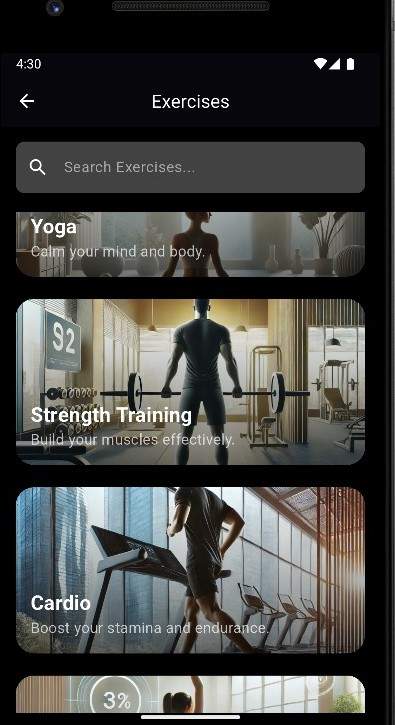 4:30
Exercises
Search Exercises...
Yoga
Calm your mind and body.
92
Strength Training
Build your muscles effectively.
Cardio
Boost your stamina and endurance.
3%